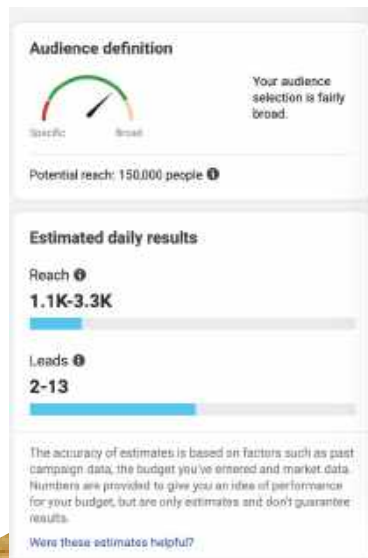 Audience definition
Your audience
selection is fairly
broad.
Specific
Broad
Potential reach: 150,000 people
Estimated daily results
Reach
1.1K-3.3K
Leads
2-13
The accuracy of estimates is based on factors such as past
campaign data, the budget you've entered and market data.
Numbers are provided to give you an idea of performance
for your budget, but are only estimates and don't guarantee
results.
Were these estimates helpful?